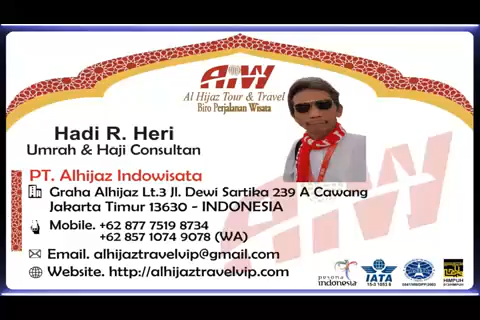 AIW
Al Hijaz Tour & Travel
Biro Perjalanan Wisata
Hadi R. Heri
Umrah & Haji Consultan
PT. Alhijaz Indowisata
Graha Alhijaz Lt.3 Jl. Dewi Sartika 239 A Cawang
Jakarta Timur 13630 - INDONESIA
Mobile. +62 877 7519 8734
+62 857 1074 9078 (WA)
Email. alhijaztravelvip@gmail.com
Website. http://alhijaztravelvip.com
pesona
indonesia
IATA
HIMPUH